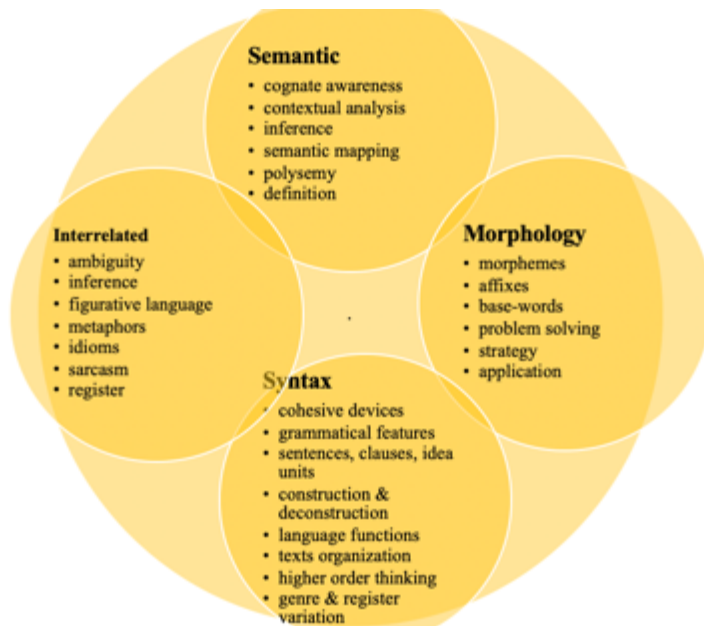 Semantic
• cognate awareness
• contextual analysis
• inference
• semantic mapping
• polysemy
• definition
Interrelated
• ambiguity
• inference
• figurative language
• metaphors
• idioms
• sarcasm
• register
Morphology
• morphemes
• affixes
• base-words
• problem solving
• strategy
• application
Syntax
• cohesive devices
• grammatical features
• sentences, clauses, idea
units
• construction &
deconstruction
• language functions
• texts organization
• higher order thinking
• genre & register
variation